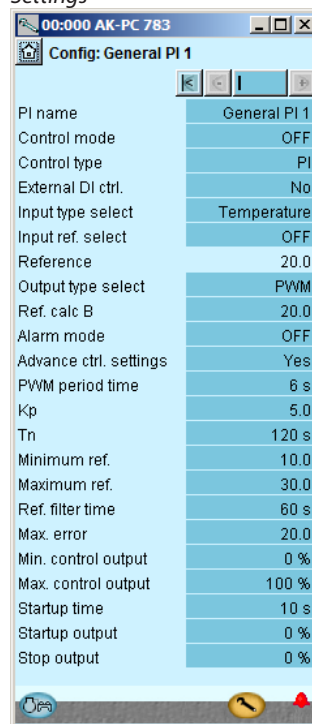 Settings
00:000 AK-PC 783
Config: General PI 1
PI name General PI 1
Control mode OFF
Control type PI
External DI ctrl. No
Input type select Temperature
Input ref. select OFF
Reference 20.0
Output type select PWM
Ref. calc B 20.0
Alarm mode OFF
Advance ctrl. settings Yes
PWM period time 6 s
Kp 5.0
Tn 120 s
Minimum ref. 10.0
Maximum ref. 30.0
Ref. filter time 60 s
Max. error 20.0
Min. control output 0 %
Max. control output 100 %
Startup time 10 s
Startup output 0 %
Stop output 0 %